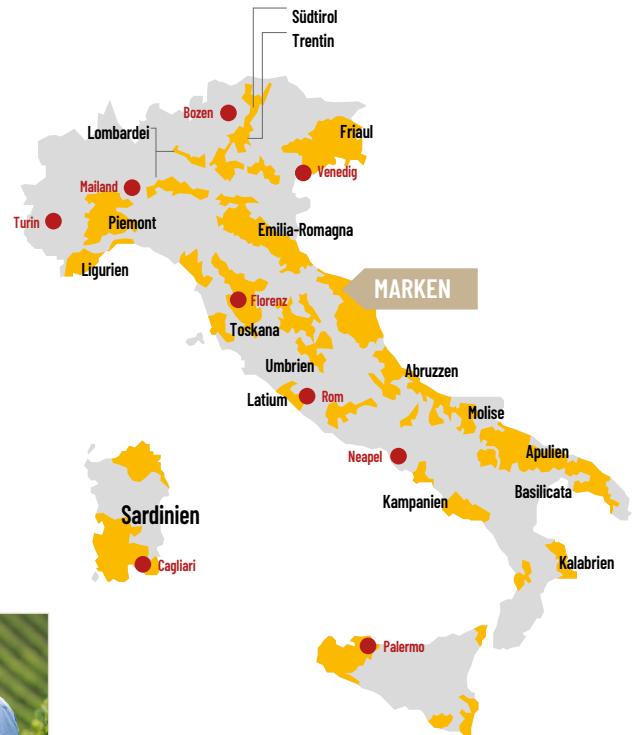 Südtirol
Trentin
Bozen
Lombardei
Friaul
Venedig
Mailand
Turin
Piemont
Emilia-Romagna
Ligurien
MARKEN
Florenz
Toskana
Umbrien
Abruzzen
Latium
Rom
Molise
Neapel
Apulien
Basilicata
Kampanien
Sardinien
Kalabrien
Cagliari
Palermo